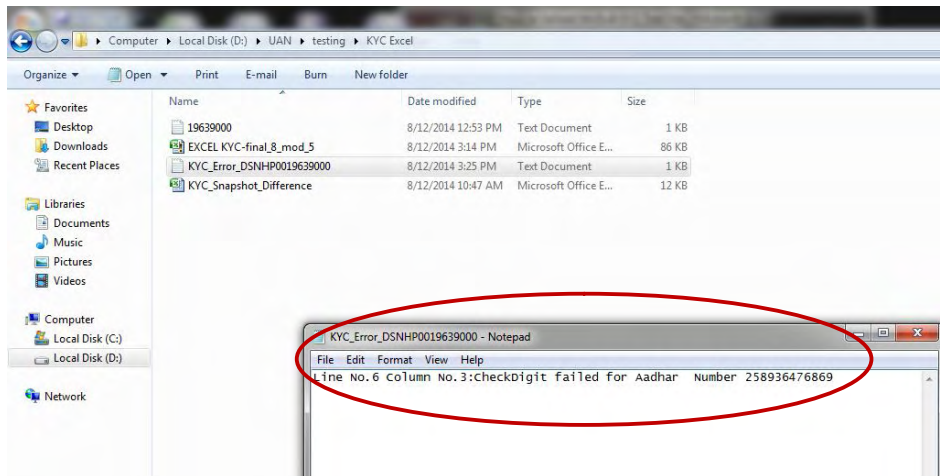 Computer ▸ Local Disk (D:) ▸ UAN ▸ testing ▸ KYC Excel
Organize Open Print E-mail Burn New folder
Favorites
Desktop
Downloads
Recent Places
Libraries
Documents
Music
Pictures
Videos
Computer
Local Disk (C:)
Local Disk (D:)
Network
Name Date modified Type Size
19639000 8/12/2014 12:53 PM Text Document 1 KB
EXCEL KYC-final_8_mod_5 8/12/2014 3:14 PM Microsoft Office E... 86 KB
KYC_Error_DSNHP0019639000 8/12/2014 3:25 PM Text Document 1 KB
KYC_Snapshot_Difference 8/12/2014 10:47 AM Microsoft Office E... 12 KB
KYC_Error_DSNHP0019639000 - Notepad
File Edit Format View Help
Line No.6 Column No.3:CheckDigit failed for Aadhar Number 258936476869